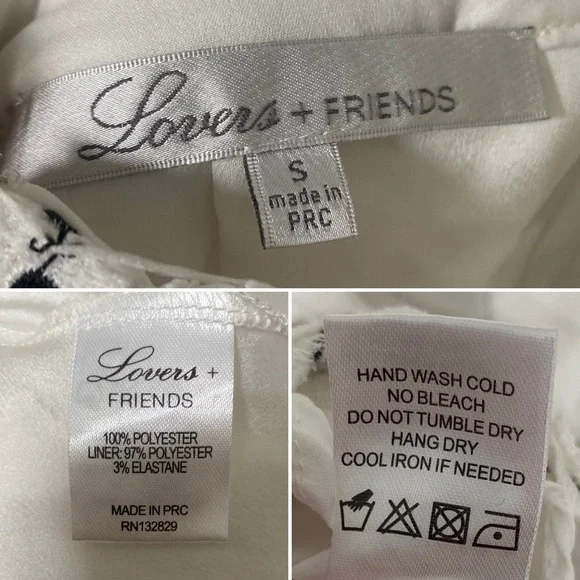 Lovers + FRIENDS
S
made in
PRC
Lovers +
FRIENDS
100% POLYESTER
LINER: 97% POLYESTER
3% ELASTANE
MADE IN PRC
RN132829
HAND WASH COLD
NO BLEACH
DO NOT TUMBLE DRY
HANG DRY
COOL IRON IF NEEDED